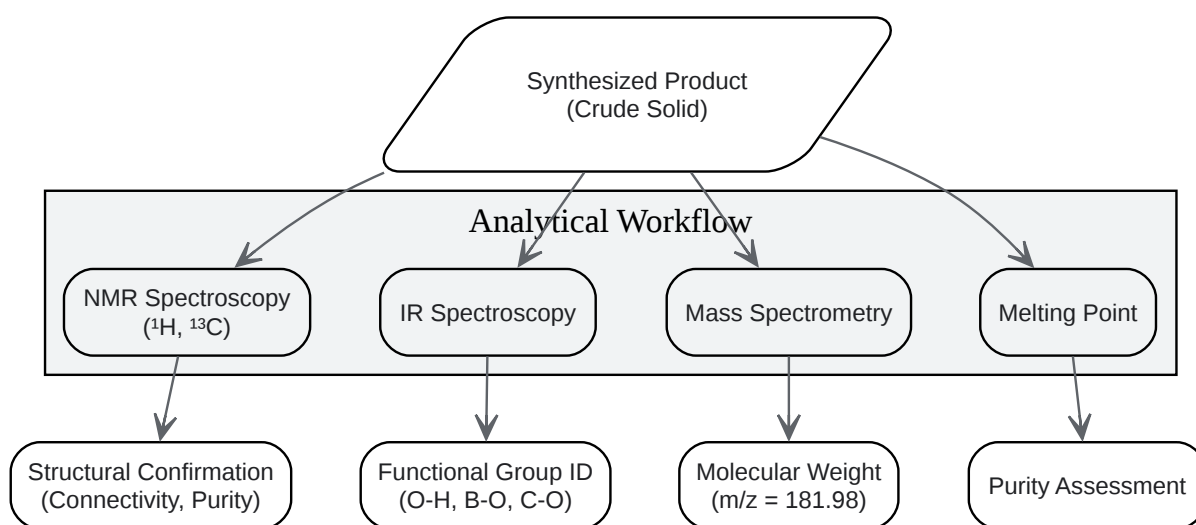 Synthesized Product
(Crude Solid)
Analytical Workflow
NMR Spectroscopy
(¹H, ¹³C)
IR Spectroscopy
Mass Spectrometry
Melting Point
Structural Confirmation
(Connectivity, Purity)
Functional Group ID
(O-H, B-O, C-O)
Molecular Weight
(m/z = 181.98)
Purity Assessment